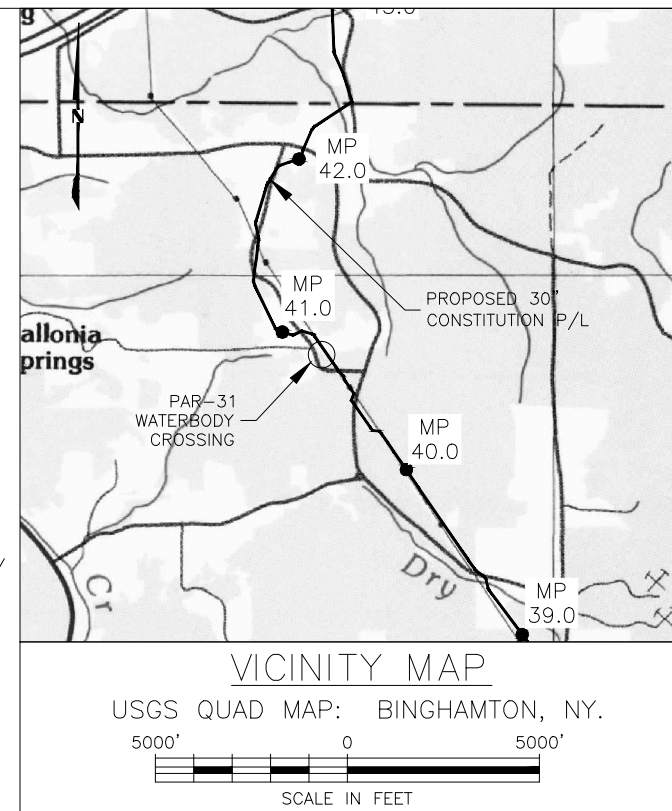 g
N
MP
42.0
MP
41.0
PROPOSED 30"
CONSTITUTION P/L
allonia
prings
PAR-31
WATERBODY
CROSSING
MP
40.0
Dry
Cr
MP
39.0
VICINITY MAP
USGS QUAD MAP: BINGHAMTON, NY.
5000' 0 5000'
SCALE IN FEET